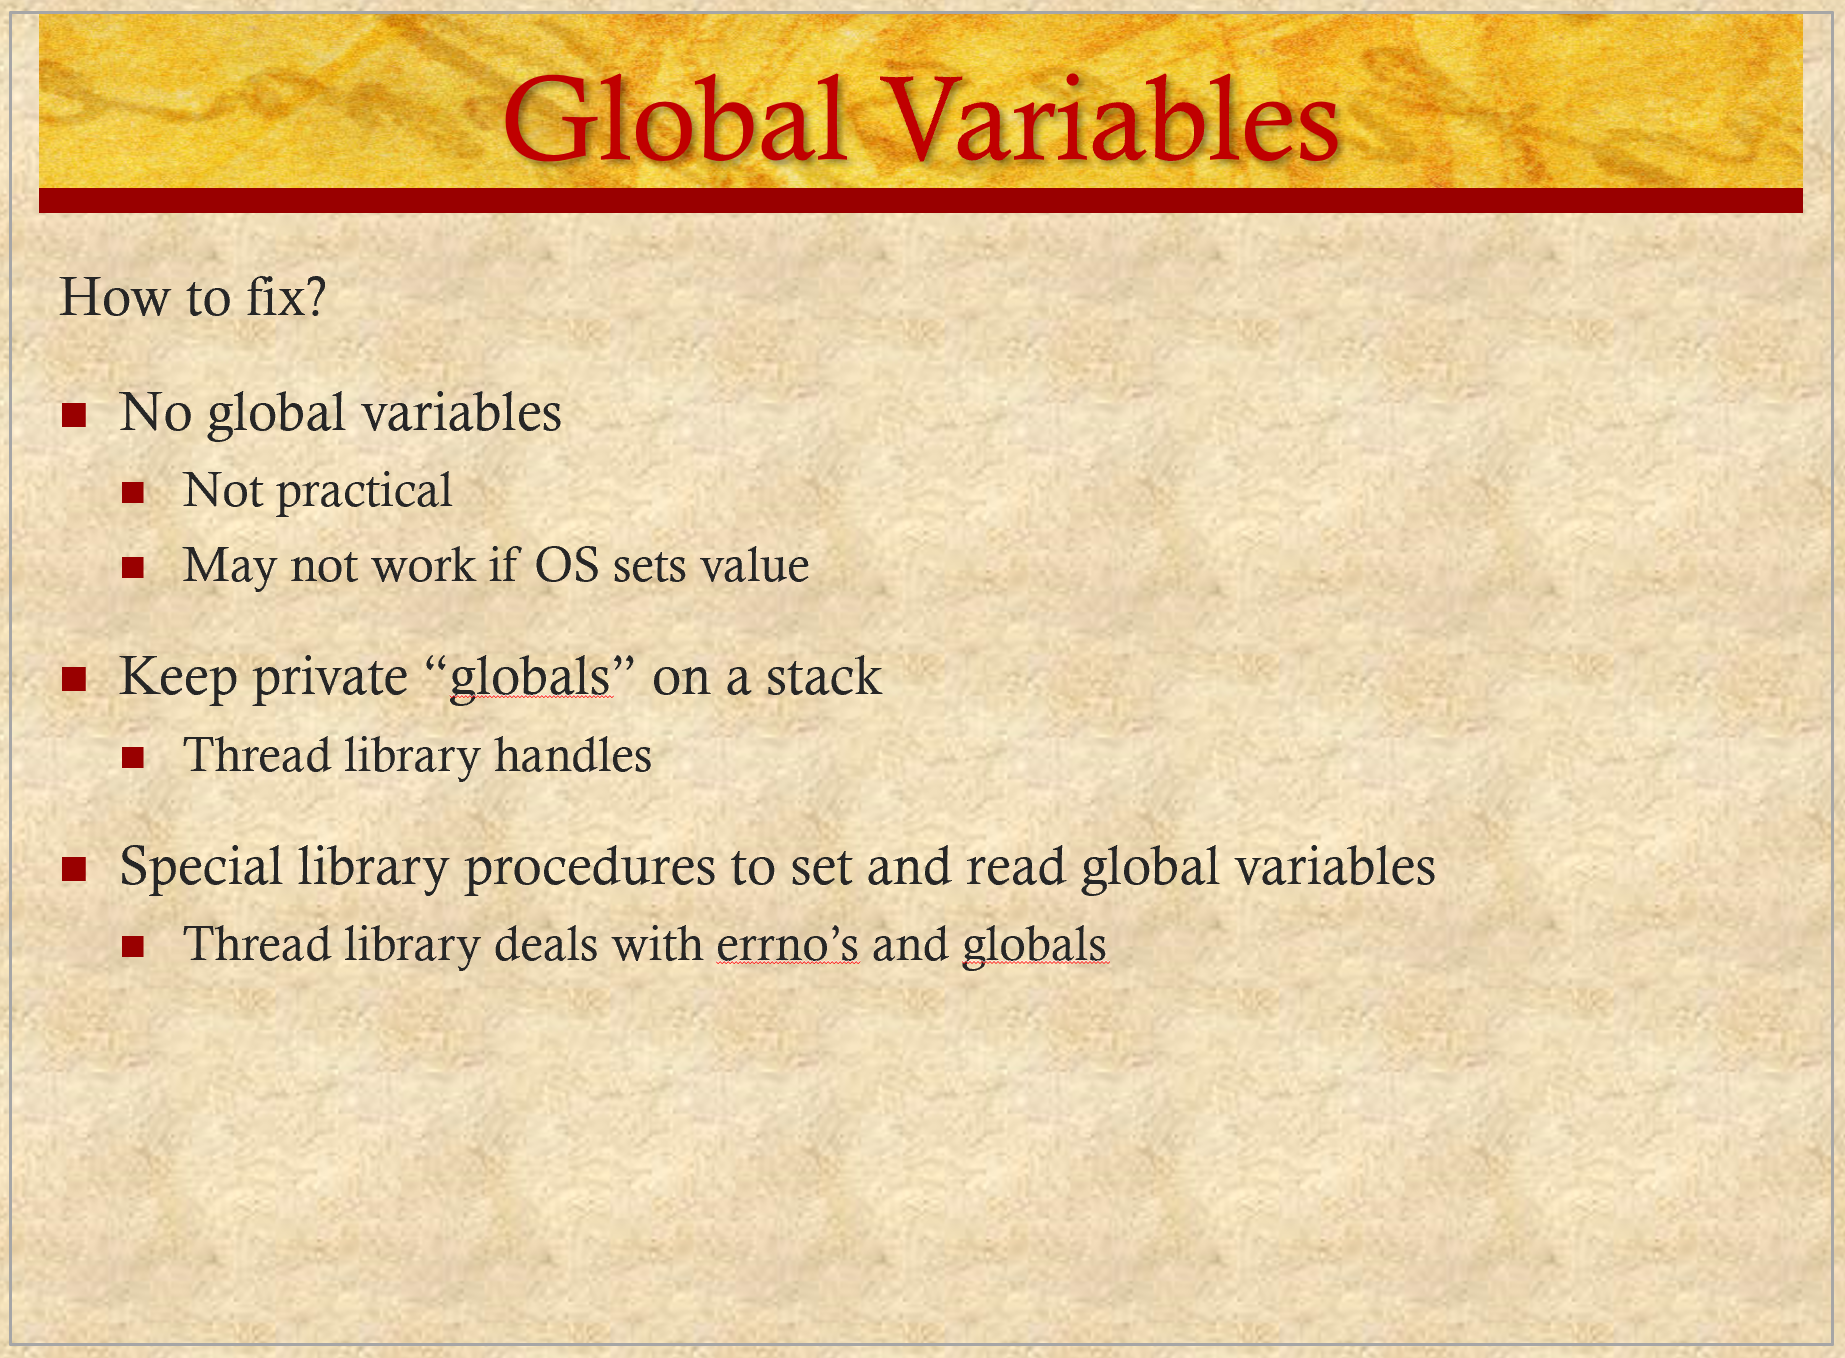 Global Variables
How to fix?
No global variables
Not practical
May not work if OS sets value
Keep private “globals” on a stack
Thread library handles
Special library procedures to set and read global variables
Thread library deals with errno’s and globals